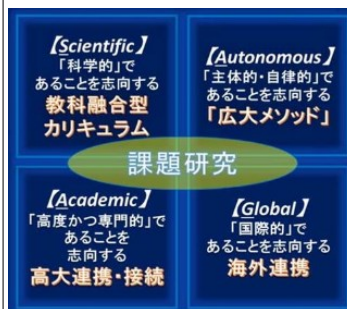 【Scientific】
「科学的」で
あることを志向する
教科融合型
カリキュラム
【Autonomous】
「主体的・自律的」で
あることを志向する
「広大メソッド」
課題研究
【Academic】
「高度かつ専門的」で
あることを
志向する
高大連携・接続
【Global】
「国際的」で
あることを志向する
海外連携